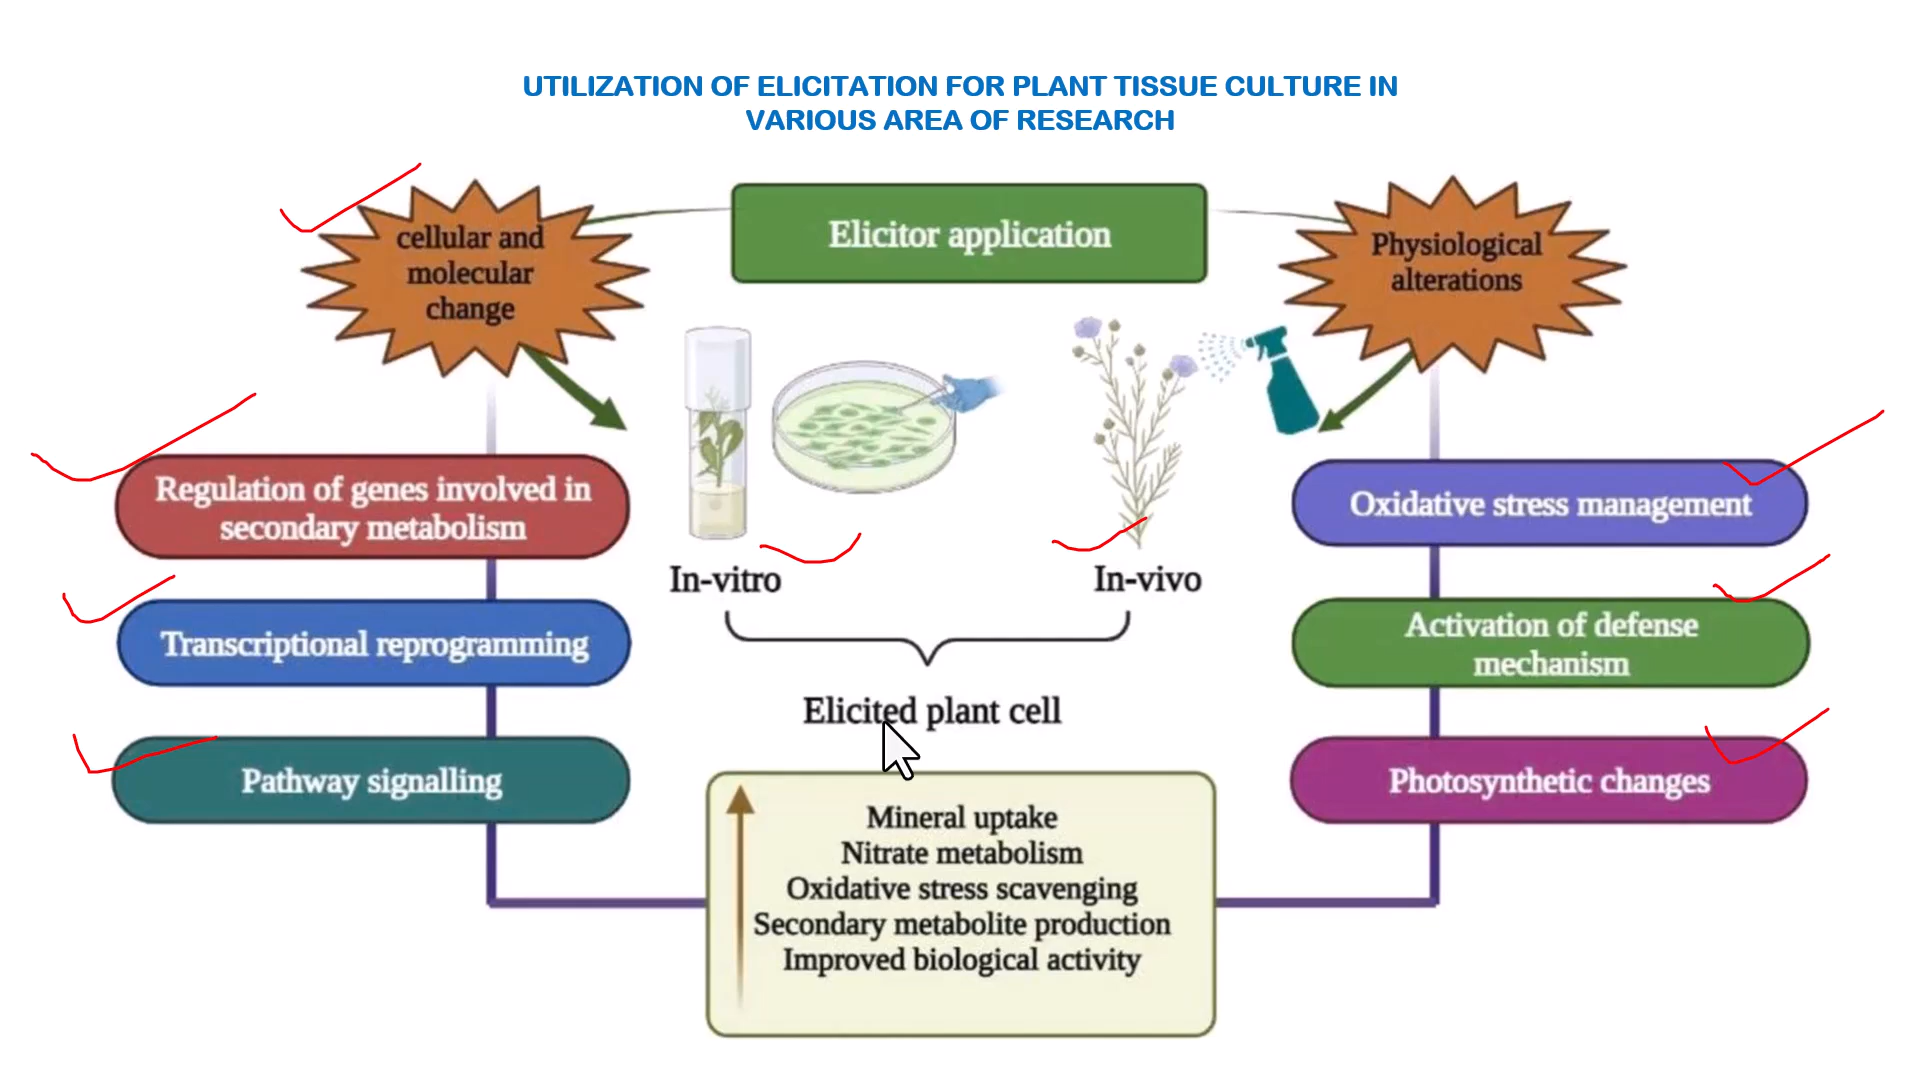 UTILIZATION OF ELICITATION FOR PLANT TISSUE CULTURE IN
VARIOUS AREA OF RESEARCH
Elicitor application
cellular and
molecular
change
Physiological
alterations
Regulation of genes involved in
secondary metabolism
Transcriptional reprogramming
Pathway signalling
In-vitro
In-vivo
Elicited plant cell
Oxidative stress management
Activation of defense
mechanism
Photosynthetic changes
Mineral uptake
Nitrate metabolism
Oxidative stress scavenging
Secondary metabolite production
Improved biological activity